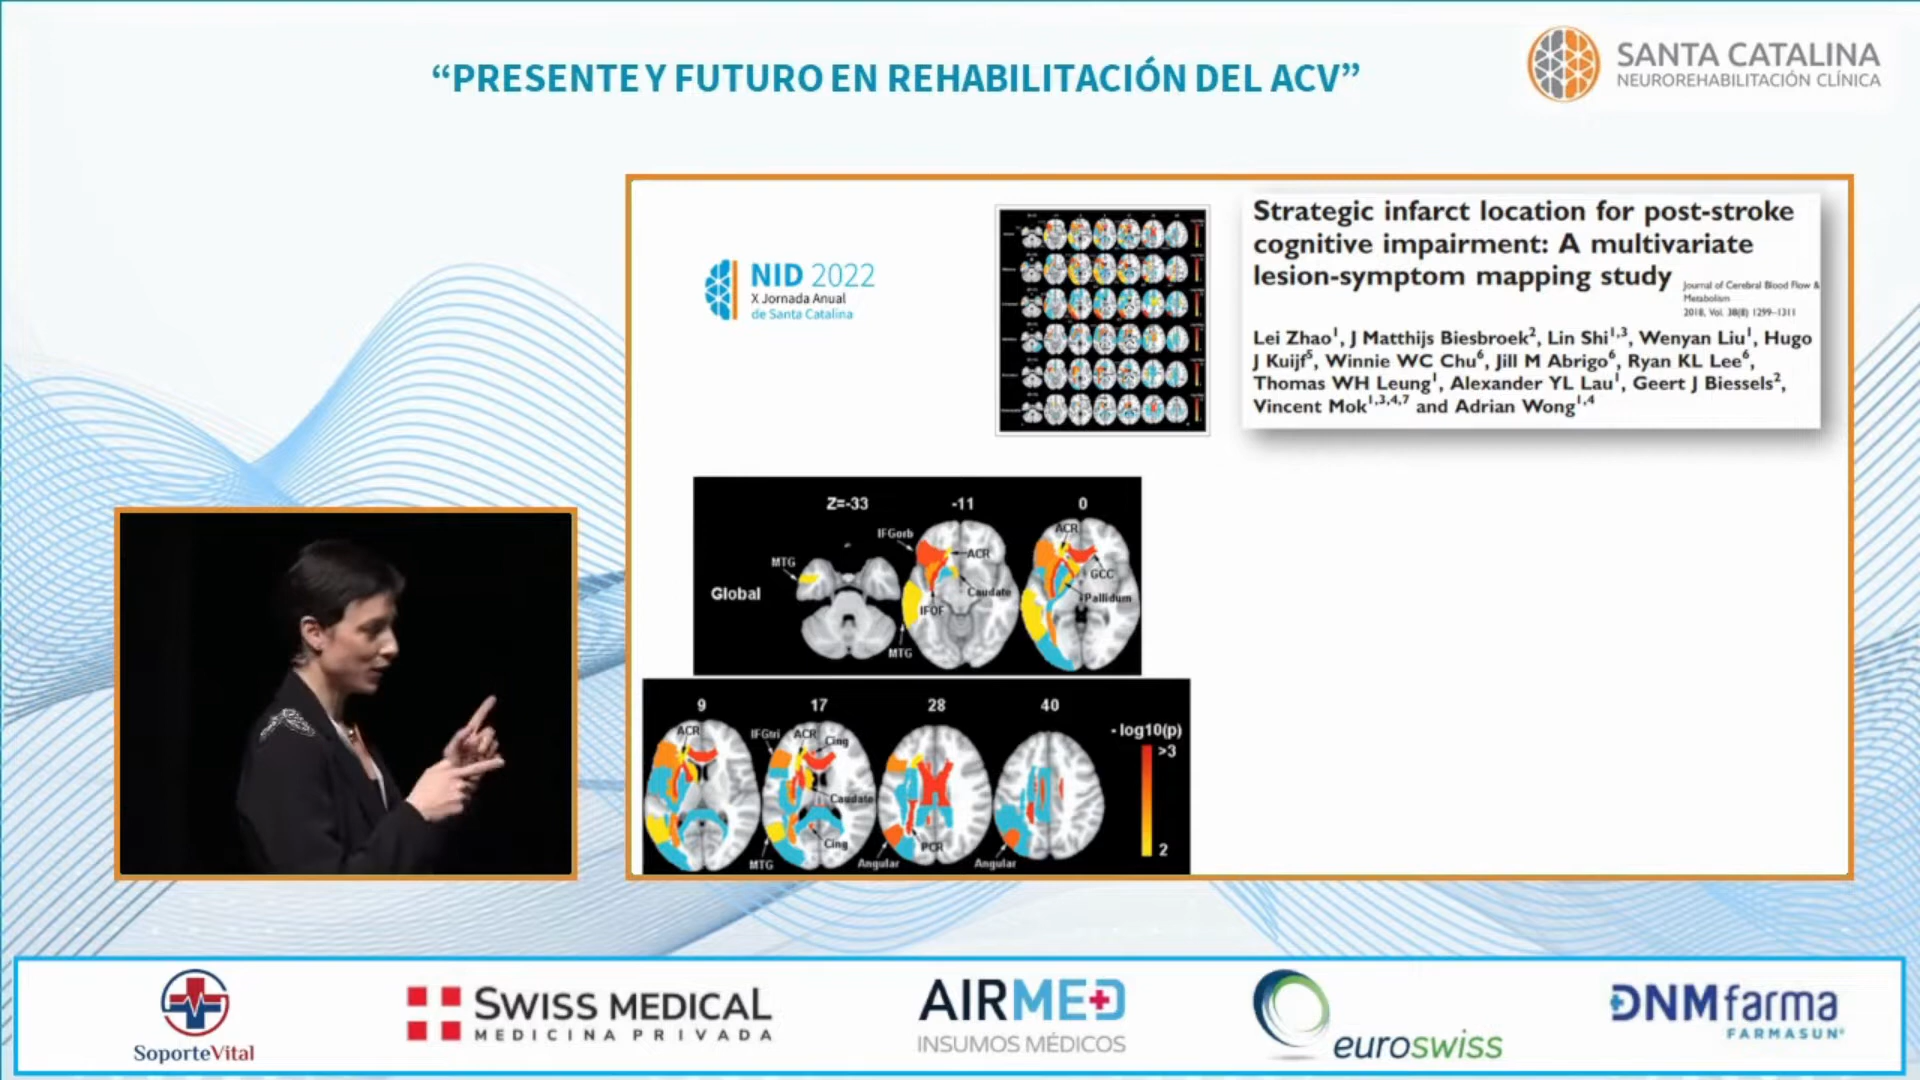 “PRESENTE Y FUTURO EN REHABILITACIÓN DEL ACV”
SANTA CATALINA
NEUROREHABILITACIÓN CLÍNICA
NID 2022
X Jornada Anual
de Santa Catalina
Strategic infarct location for post-stroke
cognitive impairment: A multivariate
lesion-symptom mapping study
Journal of Cerebral Blood Flow &
Metabolism
2018, Vol. 38(8) 1299–1311
Lei Zhao1, J Matthijs Biesbroek2, Lin Shi1,3, Wenyan Liu1, Hugo
J Kuijf5, Winnie WC Chu6, Jill M Abrigo6, Ryan KL Lee6,
Thomas WH Leung1, Alexander YL Lau1, Geert J Biessels2,
Vincent Mok1,3,4,7 and Adrian Wong1,4
Z=-33 -11 0
IFGorb ACR
MTG ACR
GCC
Global Caudate Pallidum
IFOF
MTG
9 17 28 40
ACR IFGtri ACR Cing
- log10(p)
>3
Caudate
Cing PCR
2
MTG Angular Angular
SoporteVital
SWISS MEDICAL
MEDICINA PRIVADA
AIRMED
INSUMOS MÉDICOS
euroswiss
DNMfarma
FARMASUN®